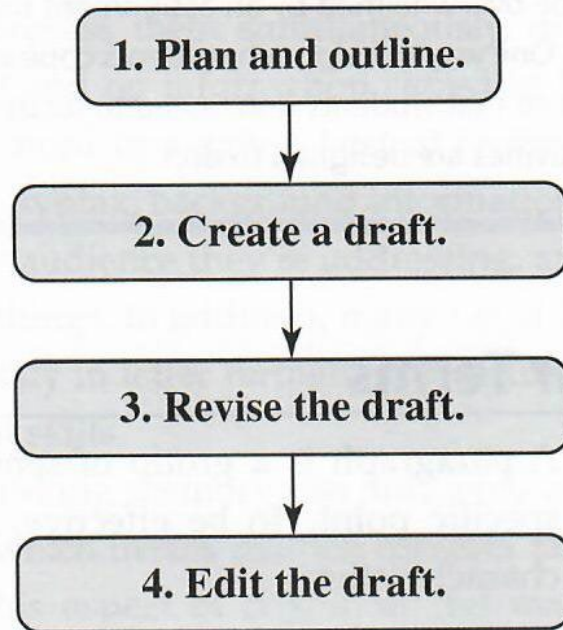 1. Plan and outline.
2. Create a draft.
3. Revise the draft.
4. Edit the draft.